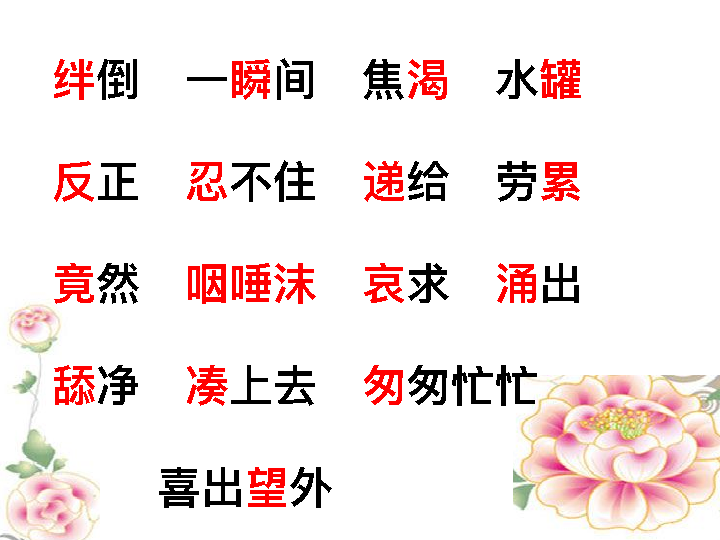 绊倒 一瞬间 焦渴 水罐
反正 忍不住 递给 劳累
竟然 咽唾沫 哀求 涌出
舔净 凑上去 匆匆忙忙
喜出望外